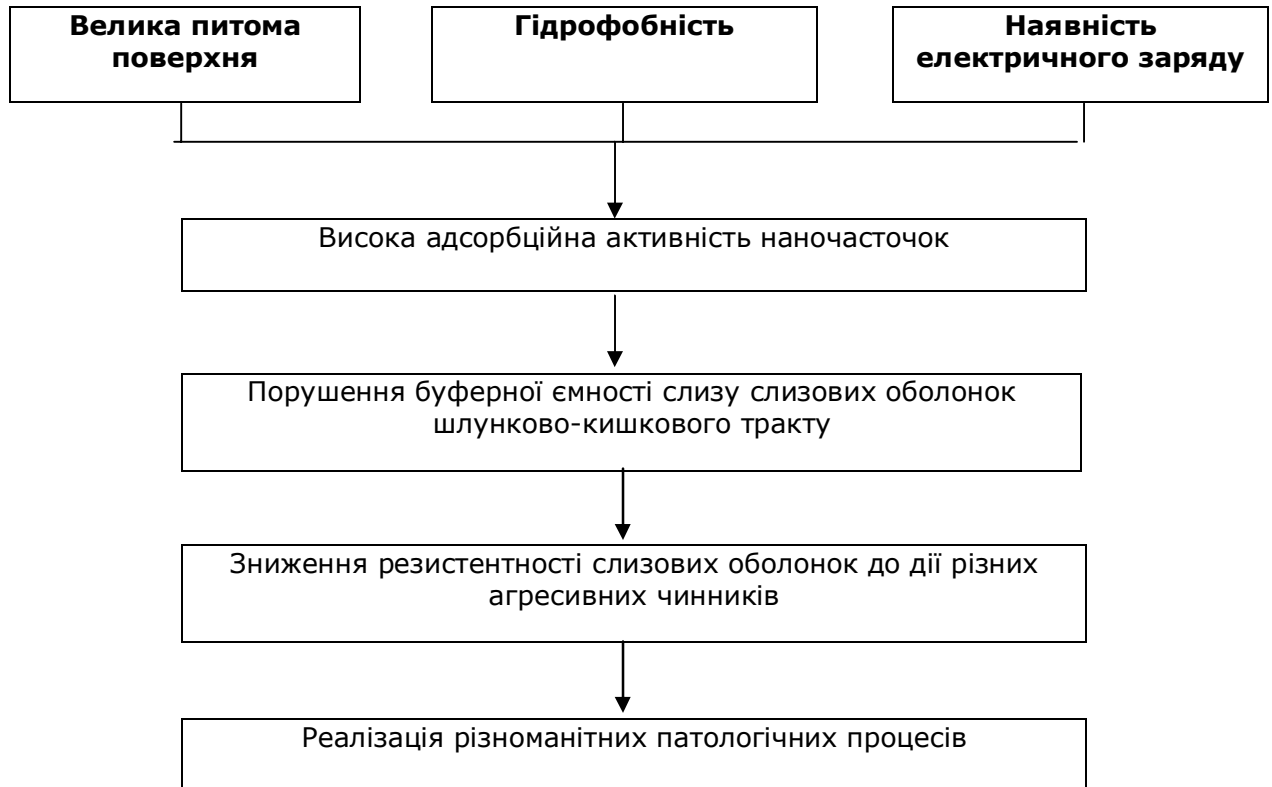 Велика питома
поверхня
Гідрофобність
Наявність
електричного заряду
Висока адсорбційна активність наночасточок
Порушення буферної ємності слизу слизових оболонок
шлунково-кишкового тракту
Зниження резистентності слизових оболонок до дії різних
агресивних чинників
Реалізація різноманітних патологічних процесів